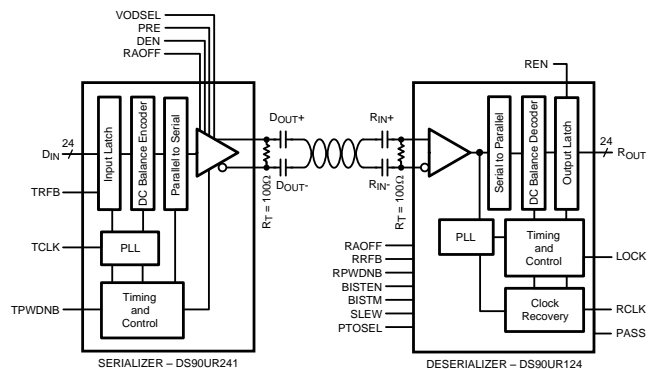 VODSEL
PRE
DEN
RAOFF
REN
24
DIN
Input Latch
DC Balance Encoder
Parallel to Serial
TRFB
TCLK
PLL
TPWDNB
Timing
and
Control
DOUT+
DOUT-
RT = 100Ω
RIN+
RIN-
RT = 100Ω
Serial to Parallel
DC Balance Decoder
Output Latch
24
ROUT
PLL
Timing
and
Control
Clock
Recovery
RAOFF
RRFB
RPWDNB
BISTEN
BISTM
SLEW
PTOSEL
LOCK
RCLK
PASS
SERIALIZER – DS90UR241
DESERIALIZER – DS90UR124